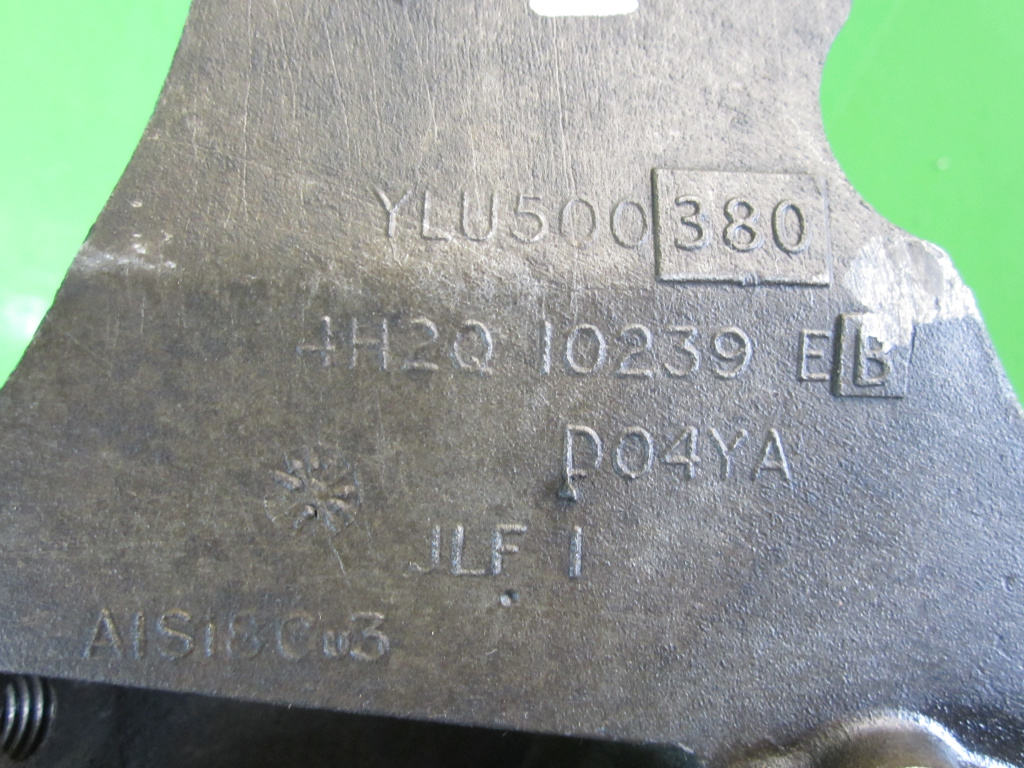 YLU500380
4H2Q 10239 EB
D04YA
JLF 1
AlSi8Cu3